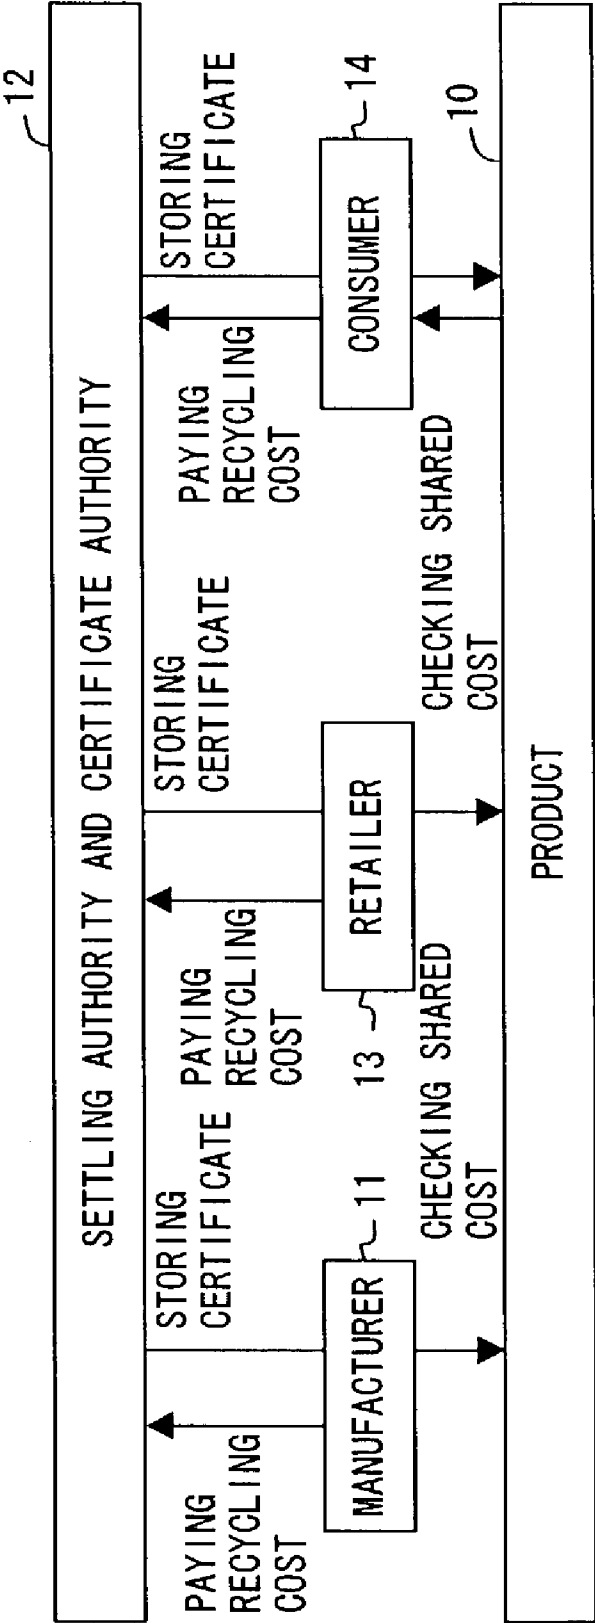 12
SETTLING AUTHORITY AND CERTIFICATE AUTHORITY
PAYING
RECYCLING
COST
STORING
CERTIFICATE
PAYING
RECYCLING
COST
STORING
CERTIFICATE
PAYING
RECYCLING
COST
STORING
CERTIFICATE
MANUFACTURER
11
RETAILER
13
CONSUMER
14
CHECKING SHARED
COST
CHECKING SHARED
COST
10
PRODUCT